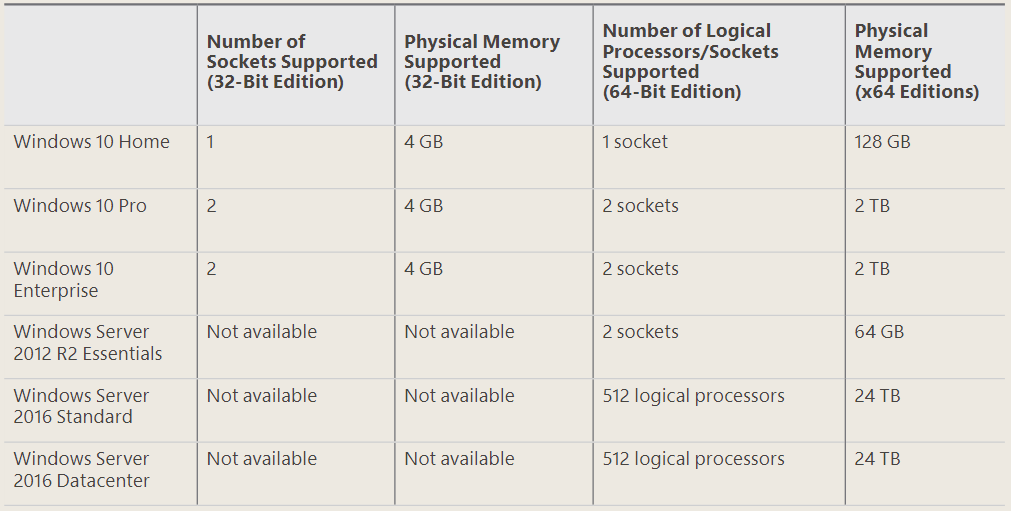 Number of
Sockets Supported
(32-Bit Edition)
Physical Memory
Supported
(32-Bit Edition)
Number of Logical
Processors/Sockets
Supported
(64-Bit Edition)
Physical
Memory
Supported
(x64 Editions)
Windows 10 Home 1 4 GB 1 socket 128 GB
Windows 10 Pro 2 4 GB 2 sockets 2 TB
Windows 10
Enterprise
2 4 GB 2 sockets 2 TB
Windows Server
2012 R2 Essentials
Not available Not available 2 sockets 64 GB
Windows Server
2016 Standard
Not available Not available 512 logical processors 24 TB
Windows Server
2016 Datacenter
Not available Not available 512 logical processors 24 TB